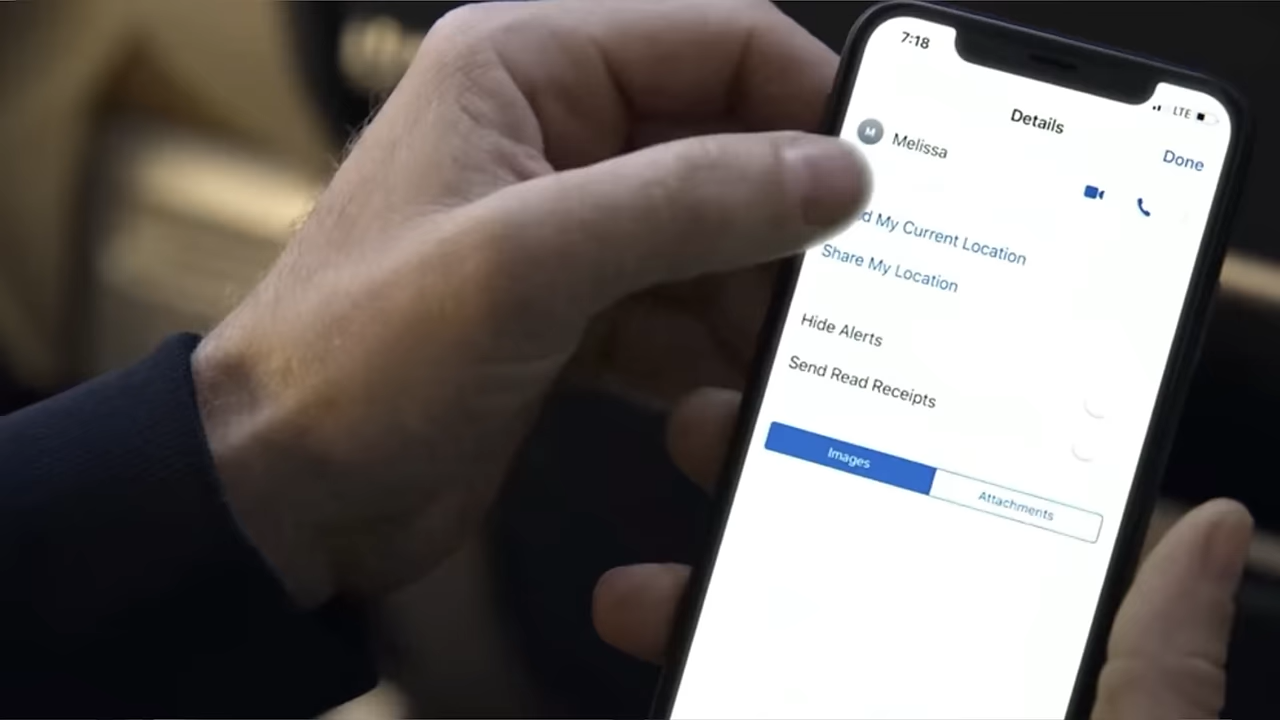 7:18
LTE
Details
Done
M
Melissa
d My Current Location
Share My Location
Hide Alerts
Send Read Receipts
Images
Attachments